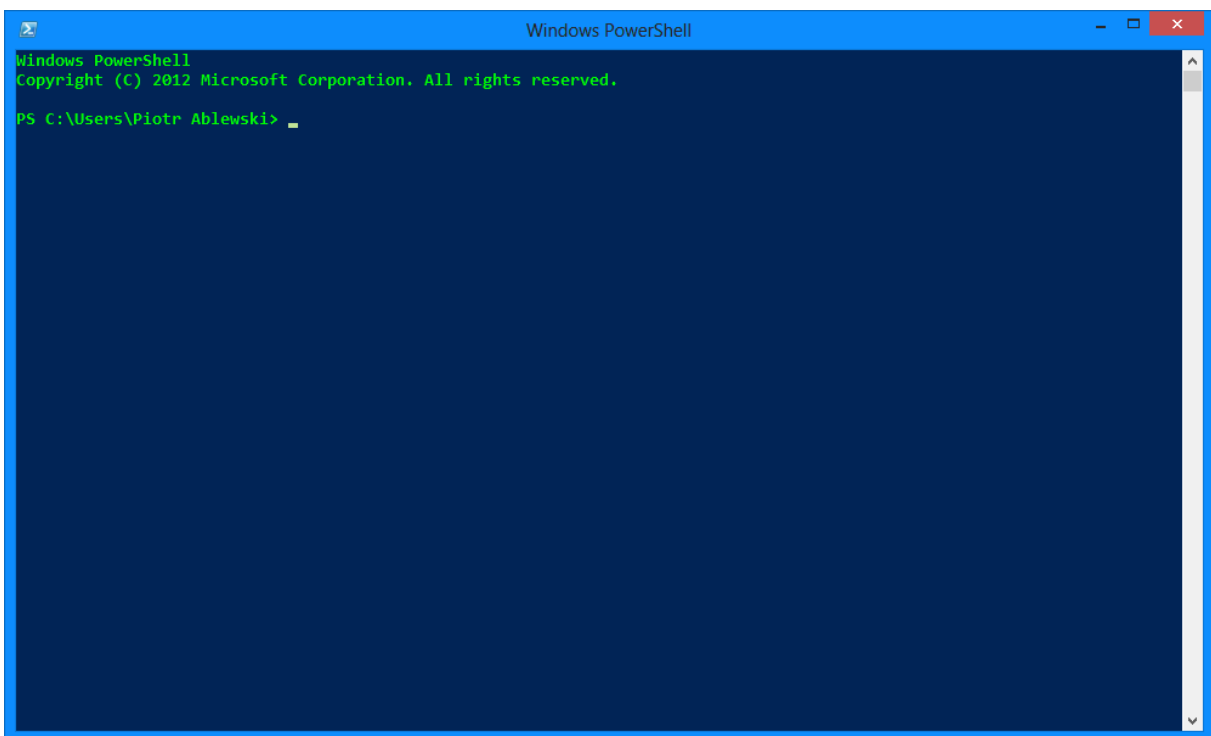 Windows PowerShell
Windows PowerShell
Copyright (C) 2012 Microsoft Corporation. All rights reserved.
PS C:\Users\Piotr Ablewski> _